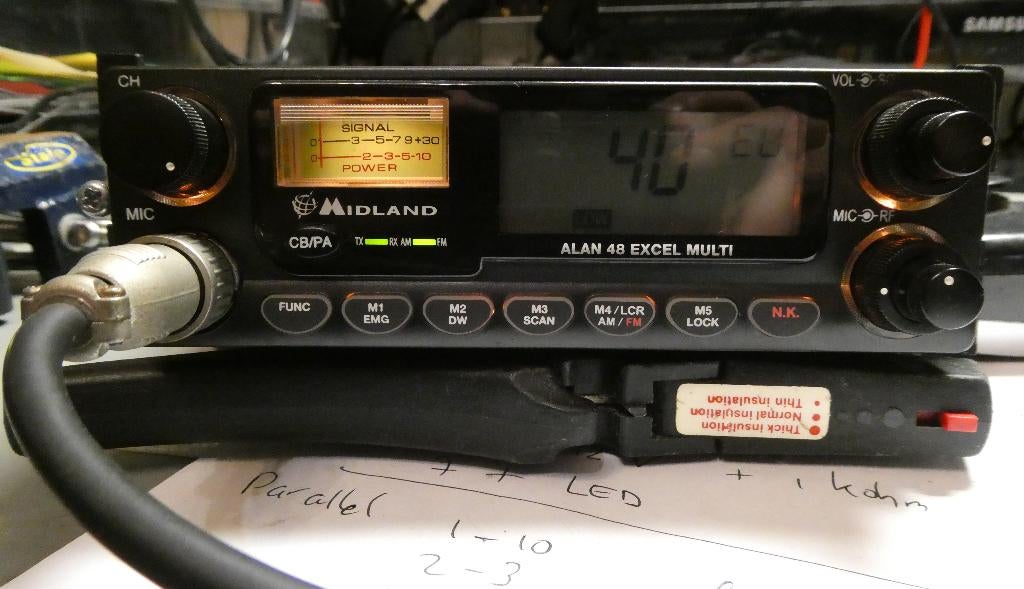 SAMSUNG
CH
VOL SQ
SIGNAL
0 1 3-5-7 9+30
0 2-3-5-10
POWER
40 EU
LOW
MIC
MIDLAND
MIC RF
CB/PA TX RX AM FM
ALAN 48 EXCEL MULTI
FUNC
M1
EMG
M2
DW
M3
SCAN
M4/LCR
AM/FM
M5
LOCK
N.K.
Thick insulation
Normal insulation
Thin insulation
+ +
LED
+ 1 kohm
Parallel
1 - 10
2 - 3